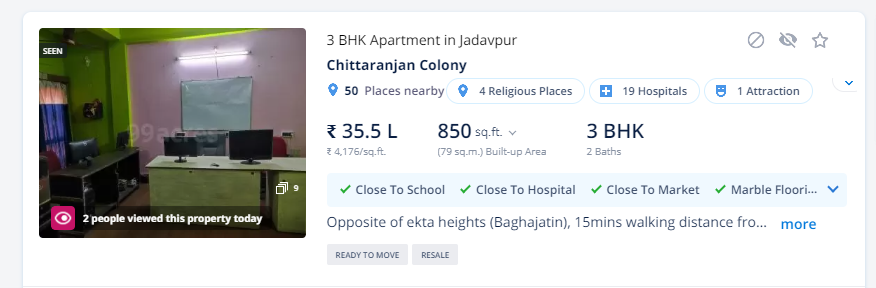 SEEN
99acres
9
2 people viewed this property today
3 BHK Apartment in Jadavpur
Chittaranjan Colony
50 Places nearby
4 Religious Places
19 Hospitals
1 Attraction
₹ 35.5 L
₹ 4,176/sq.ft.
850 sq.ft.
(79 sq.m.) Built-up Area
3 BHK
2 Baths
Close To School
Close To Hospital
Close To Market
Marble Floori...
Opposite of ekta heights (Baghajatin), 15mins walking distance fro... more
READY TO MOVE
RESALE